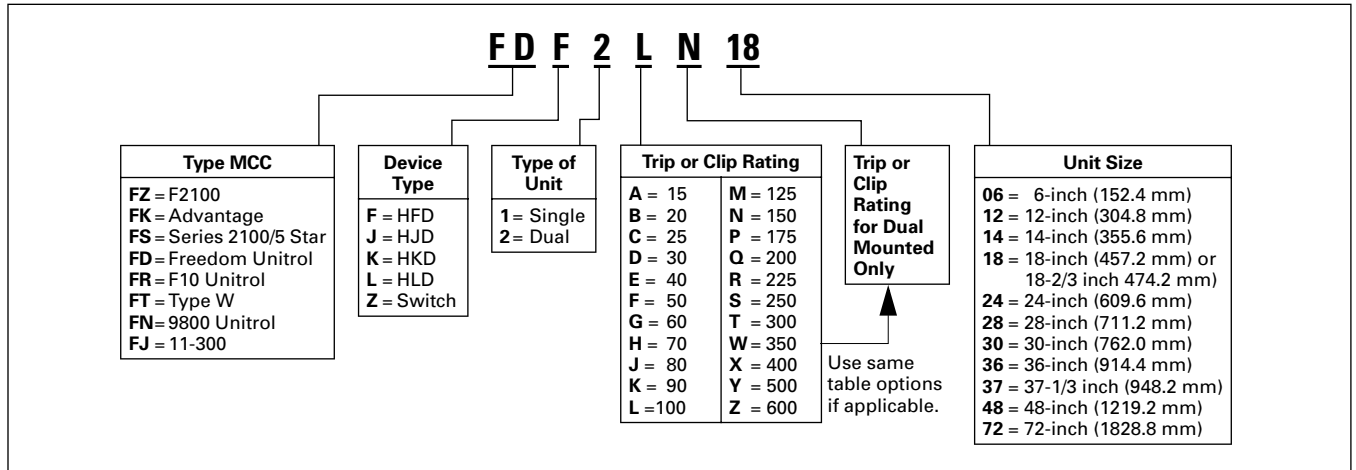 FD F 2 L N 18
Type MCC
FZ = F2100
FK = Advantage
FS = Series 2100/5 Star
FD = Freedom Unitrol
FR = F10 Unitrol
FT = Type W
FN = 9800 Unitrol
FJ = 11-300
Device
Type
F = HFD
J = HJD
K = HKD
L = HLD
Z = Switch
Type of
Unit
1 = Single
2 = Dual
Trip or Clip Rating
A = 15
B = 20
C = 25
D = 30
E = 40
F = 50
G = 60
H = 70
J = 80
K = 90
L =100
M = 125
N = 150
P = 175
Q = 200
R = 225
S = 250
T = 300
W = 350
X = 400
Y = 500
Z = 600
Trip or
Clip
Rating
for Dual
Mounted
Only
Use same
table options
if applicable.
Unit Size
06 = 6-inch (152.4 mm)
12 = 12-inch (304.8 mm)
14 = 14-inch (355.6 mm)
18 = 18-inch (457.2 mm) or
18-2/3 inch 474.2 mm)
24 = 24-inch (609.6 mm)
28 = 28-inch (711.2 mm)
30 = 30-inch (762.0 mm)
36 = 36-inch (914.4 mm)
37 = 37-1/3 inch (948.2 mm)
48 = 48-inch (1219.2 mm)
72 = 72-inch (1828.8 mm)